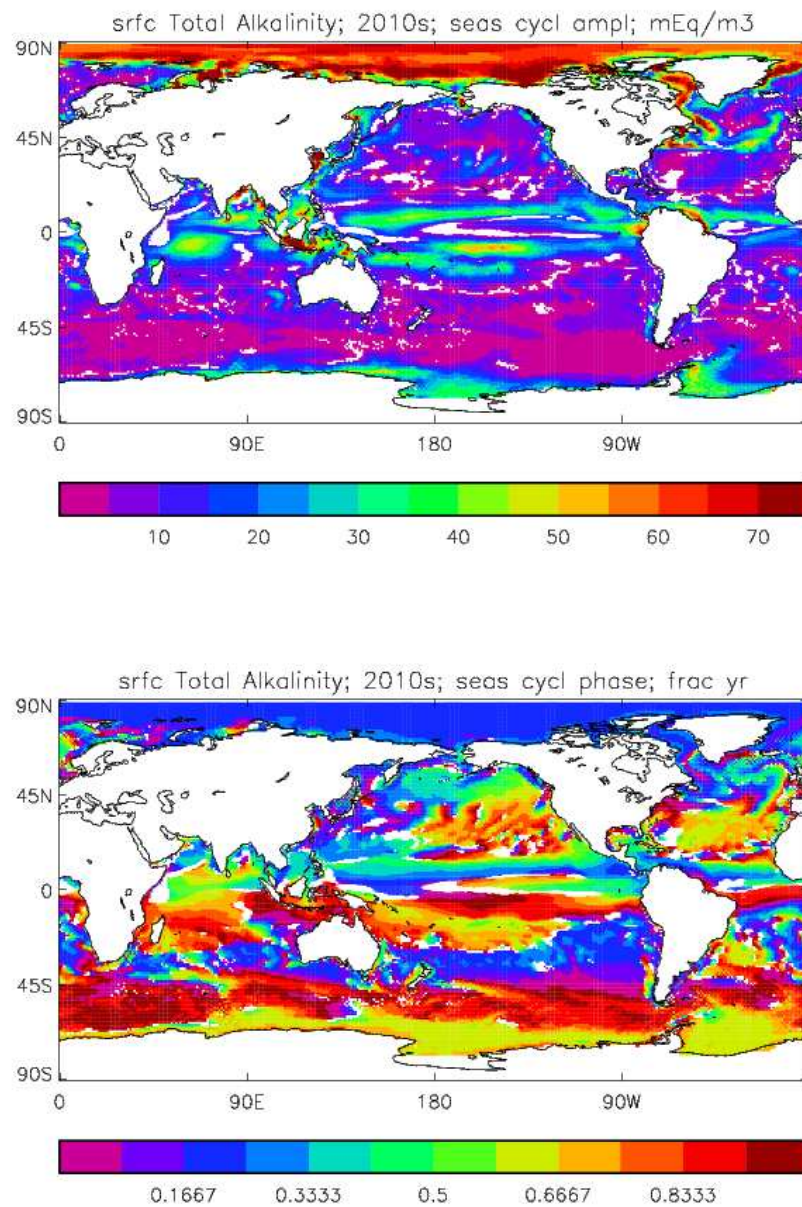 srfc Total Alkalinity; 2010s; seas cycl ampl; mEq/m3
90N
45N
0
45S
90S
0 90E 180 90W
10 20 30 40 50 60 70
srfc Total Alkalinity; 2010s; seas cycl phase; frac yr
90N
45N
0
45S
90S
0 90E 180 90W
0.1667 0.3333 0.5 0.6667 0.8333